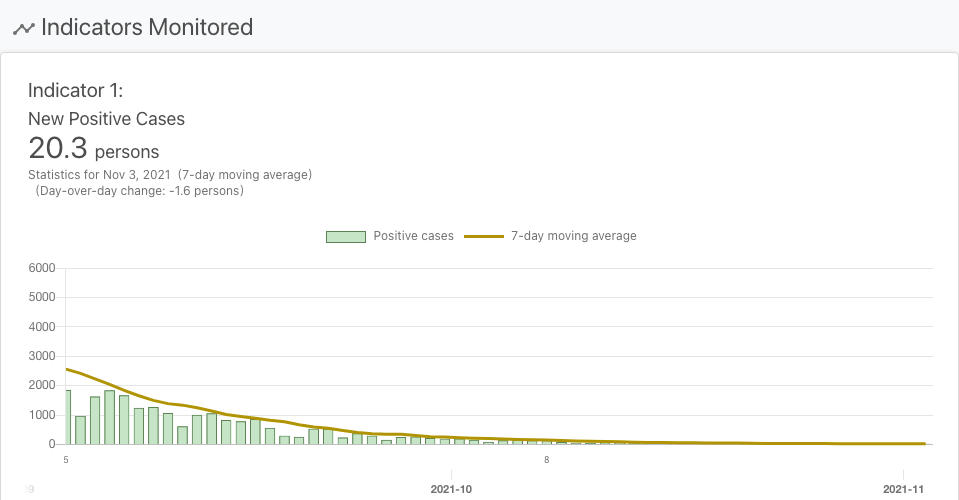 Indicators Monitored
Indicator 1:
New Positive Cases
20.3 persons
Statistics for Nov 3, 2021 (7-day moving average)
(Day-over-day change: -1.6 persons)
Positive cases 7-day moving average
6000
5000
4000
3000
2000
1000
0
5 8
9 2021-10 2021-11